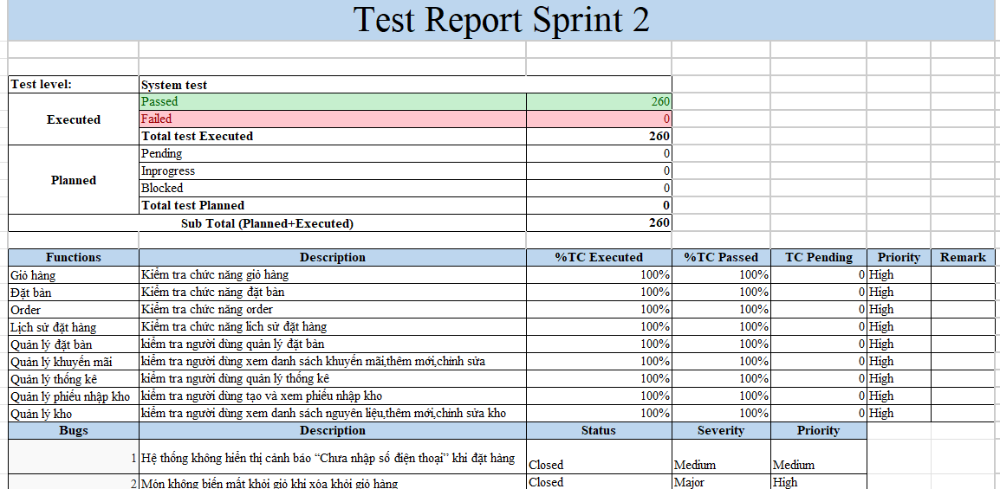 Test Report Sprint 2
Test level: System test
Executed
Passed 260
Failed 0
Total test Executed 260
Planned
Pending 0
Inprogress 0
Blocked 0
Total test Planned 0
Sub Total (Planned+Executed) 260
Functions Description %TC Executed %TC Passed TC Pending Priority Remark
Giỏ hàng Kiểm tra chức năng giỏ hàng 100% 100% 0 High
Đặt bàn Kiểm tra chức năng đặt bàn 100% 100% 0 High
Order Kiểm tra chức năng order 100% 100% 0 High
Lịch sử đặt hàng Kiểm tra chức năng lich sử đặt hàng 100% 100% 0 High
Quản lý đặt bàn kiểm tra người dùng quản lý đặt bàn 100% 100% 0 High
Quản lý khuyến mãi kiểm tra người dùng xem danh sách khuyến mãi,thêm mới,chỉnh sửa 100% 100% 0 High
Quản lý thống kê kiểm tra người dùng quản lý thống kê 100% 100% 0 High
Quản lý phiếu nhập kho kiểm tra người dùng tạo và xem phiếu nhập kho 100% 100% 0 High
Quản lý kho kiểm tra người dùng xem danh sách nguyên liệu,thêm mới,chỉnh sửa kho 100% 100% 0 High
Bugs Description Status Severity Priority
1 Hệ thống không hiển thị cảnh báo “Chưa nhập số điện thoại” khi đặt hàng Closed Medium Medium
2 Món không biến mất khỏi giỏ khi xóa khỏi giỏ hàng Closed Major High